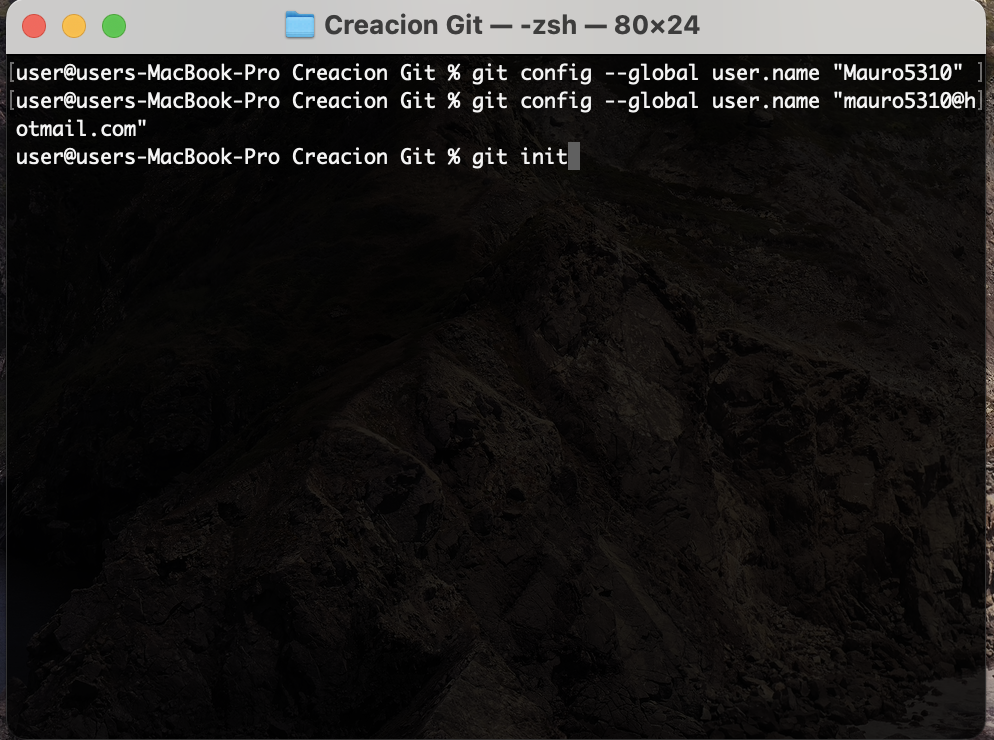 Creacion Git — -zsh — 80×24
[user@users-MacBook-Pro Creacion Git % git config --global user.name "Mauro5310" ]
[user@users-MacBook-Pro Creacion Git % git config --global user.name "mauro5310@h]
otmail.com"
user@users-MacBook-Pro Creacion Git % git init